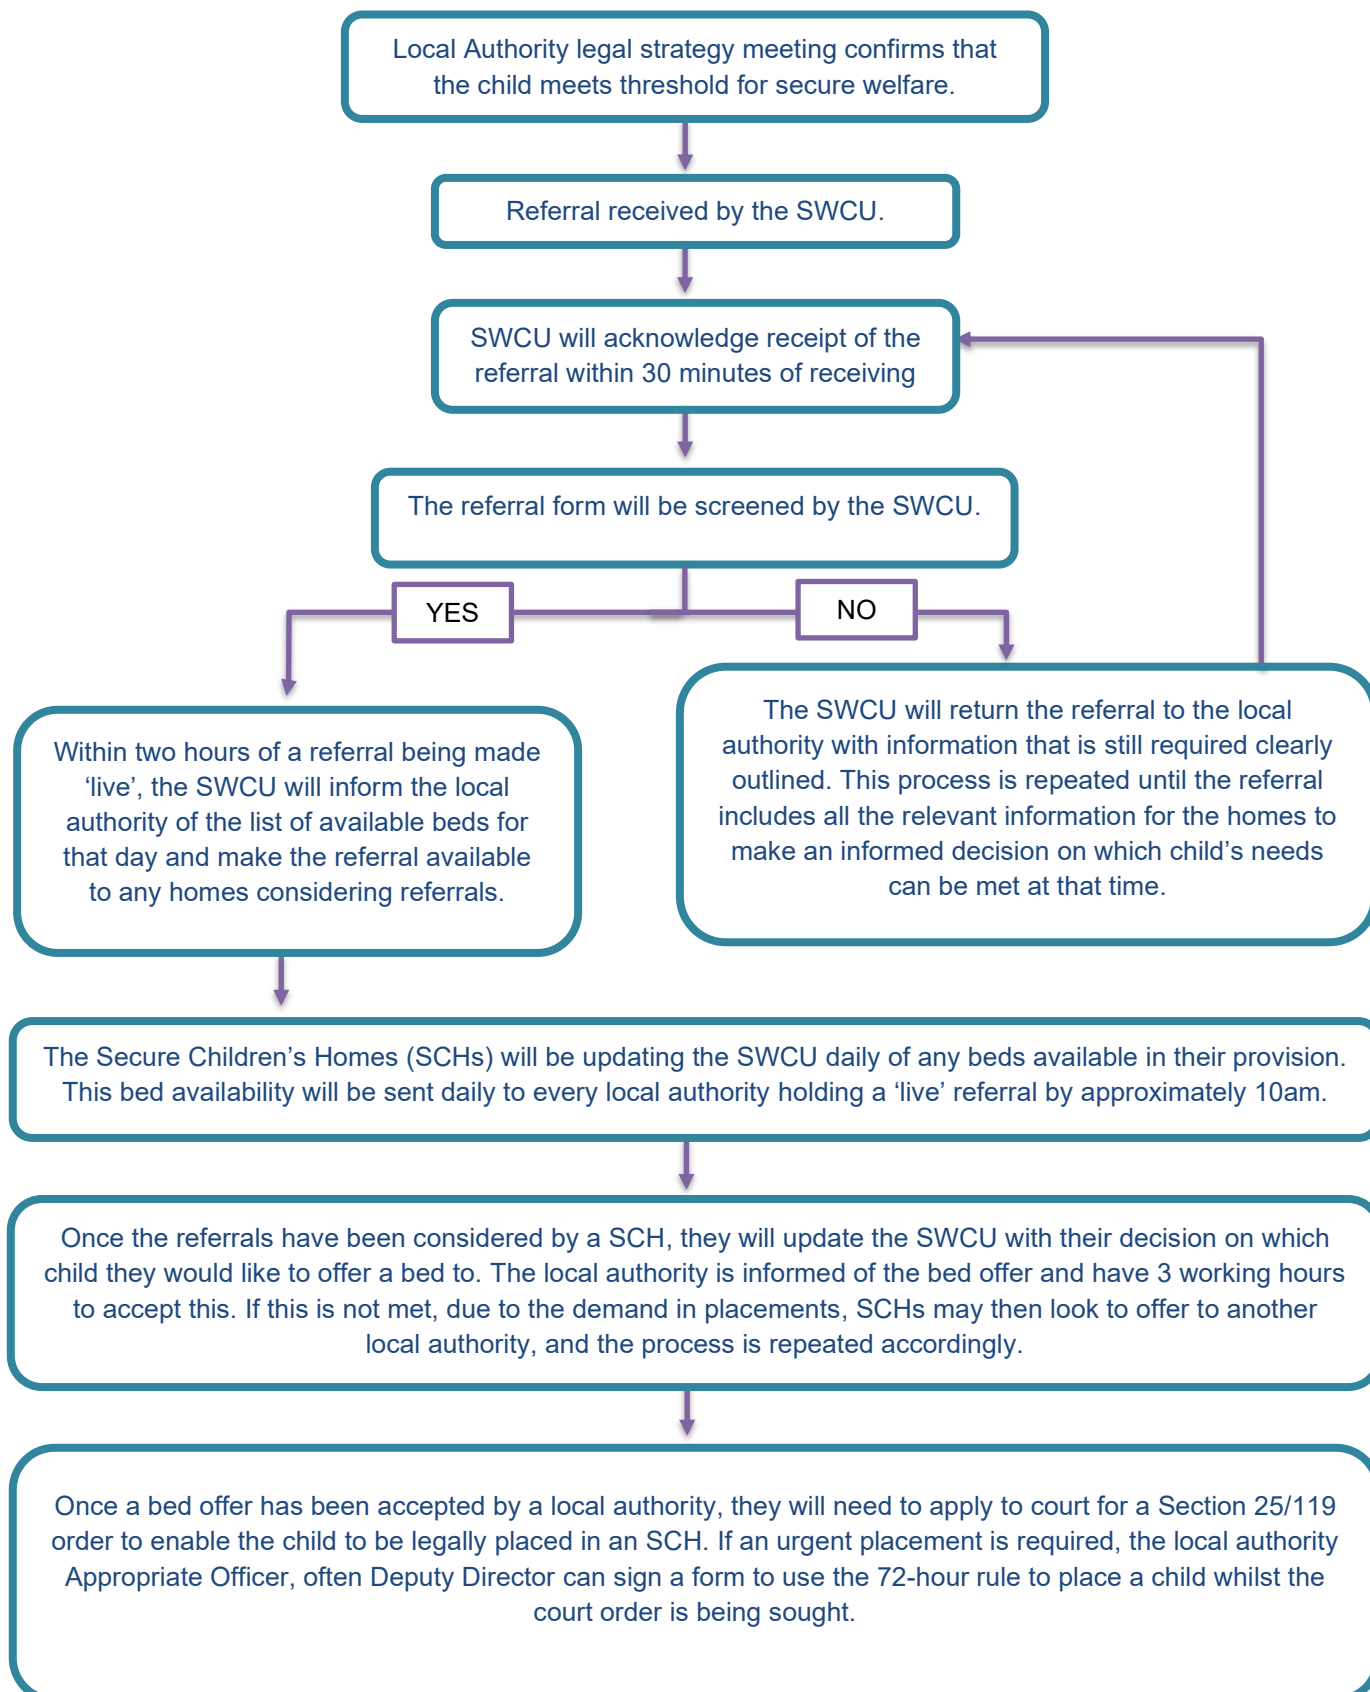 Local Authority legal strategy meeting confirms that
the child meets threshold for secure welfare.
Referral received by the SWCU.
SWCU will acknowledge receipt of the
referral within 30 minutes of receiving
The referral form will be screened by the SWCU.
YES
NO
Within two hours of a referral being made
‘live’, the SWCU will inform the local
authority of the list of available beds for
that day and make the referral available
to any homes considering referrals.
The SWCU will return the referral to the local
authority with information that is still required clearly
outlined. This process is repeated until the referral
includes all the relevant information for the homes to
make an informed decision on which child’s needs
can be met at that time.
The Secure Children’s Homes (SCHs) will be updating the SWCU daily of any beds available in their provision.
This bed availability will be sent daily to every local authority holding a ‘live’ referral by approximately 10am.
Once the referrals have been considered by a SCH, they will update the SWCU with their decision on which
child they would like to offer a bed to. The local authority is informed of the bed offer and have 3 working hours
to accept this. If this is not met, due to the demand in placements, SCHs may then look to offer to another
local authority, and the process is repeated accordingly.
Once a bed offer has been accepted by a local authority, they will need to apply to court for a Section 25/119
order to enable the child to be legally placed in an SCH. If an urgent placement is required, the local authority
Appropriate Officer, often Deputy Director can sign a form to use the 72-hour rule to place a child whilst the
court order is being sought.